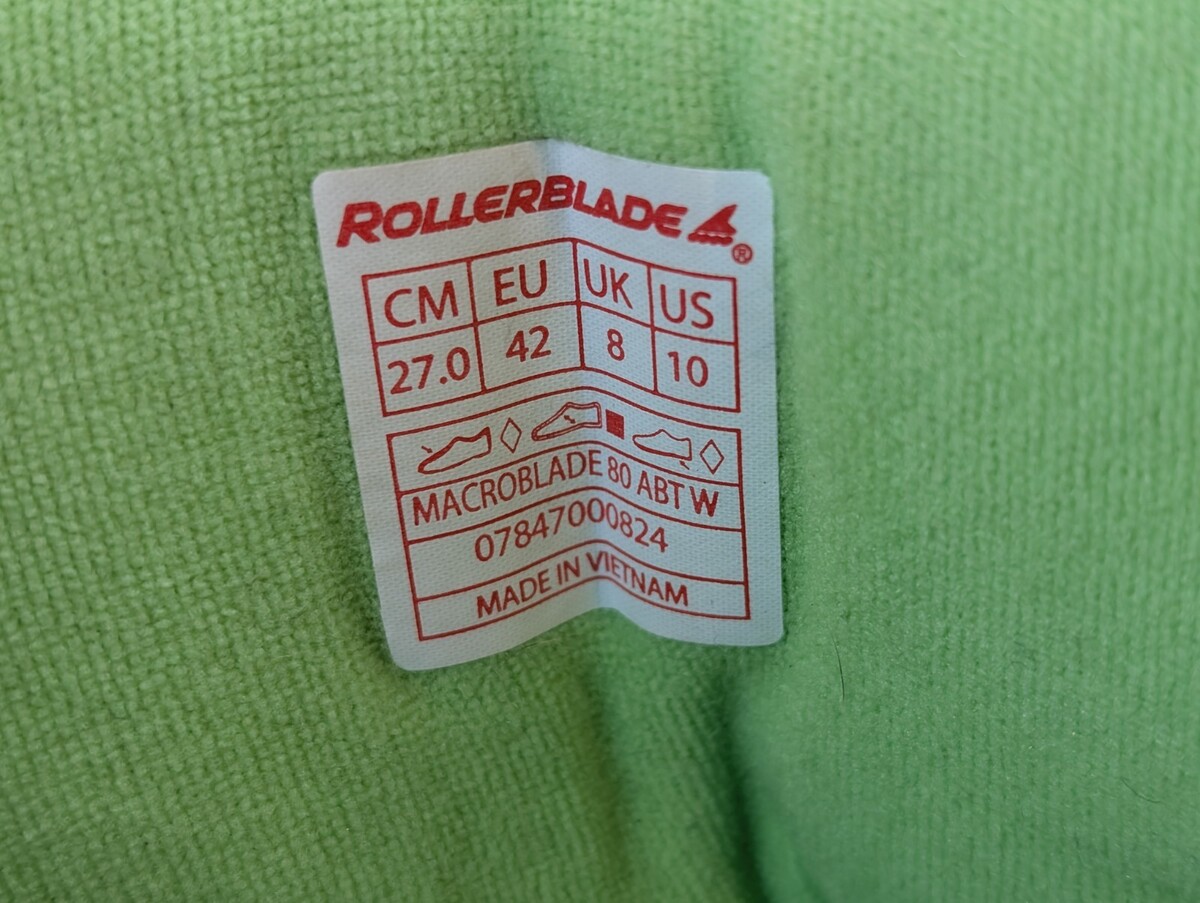 ROLLERBLADE ®
CM EU UK US
27.0 42 8 10
MACROBLADE 80 ABT W
07847000824
MADE IN VIETNAM